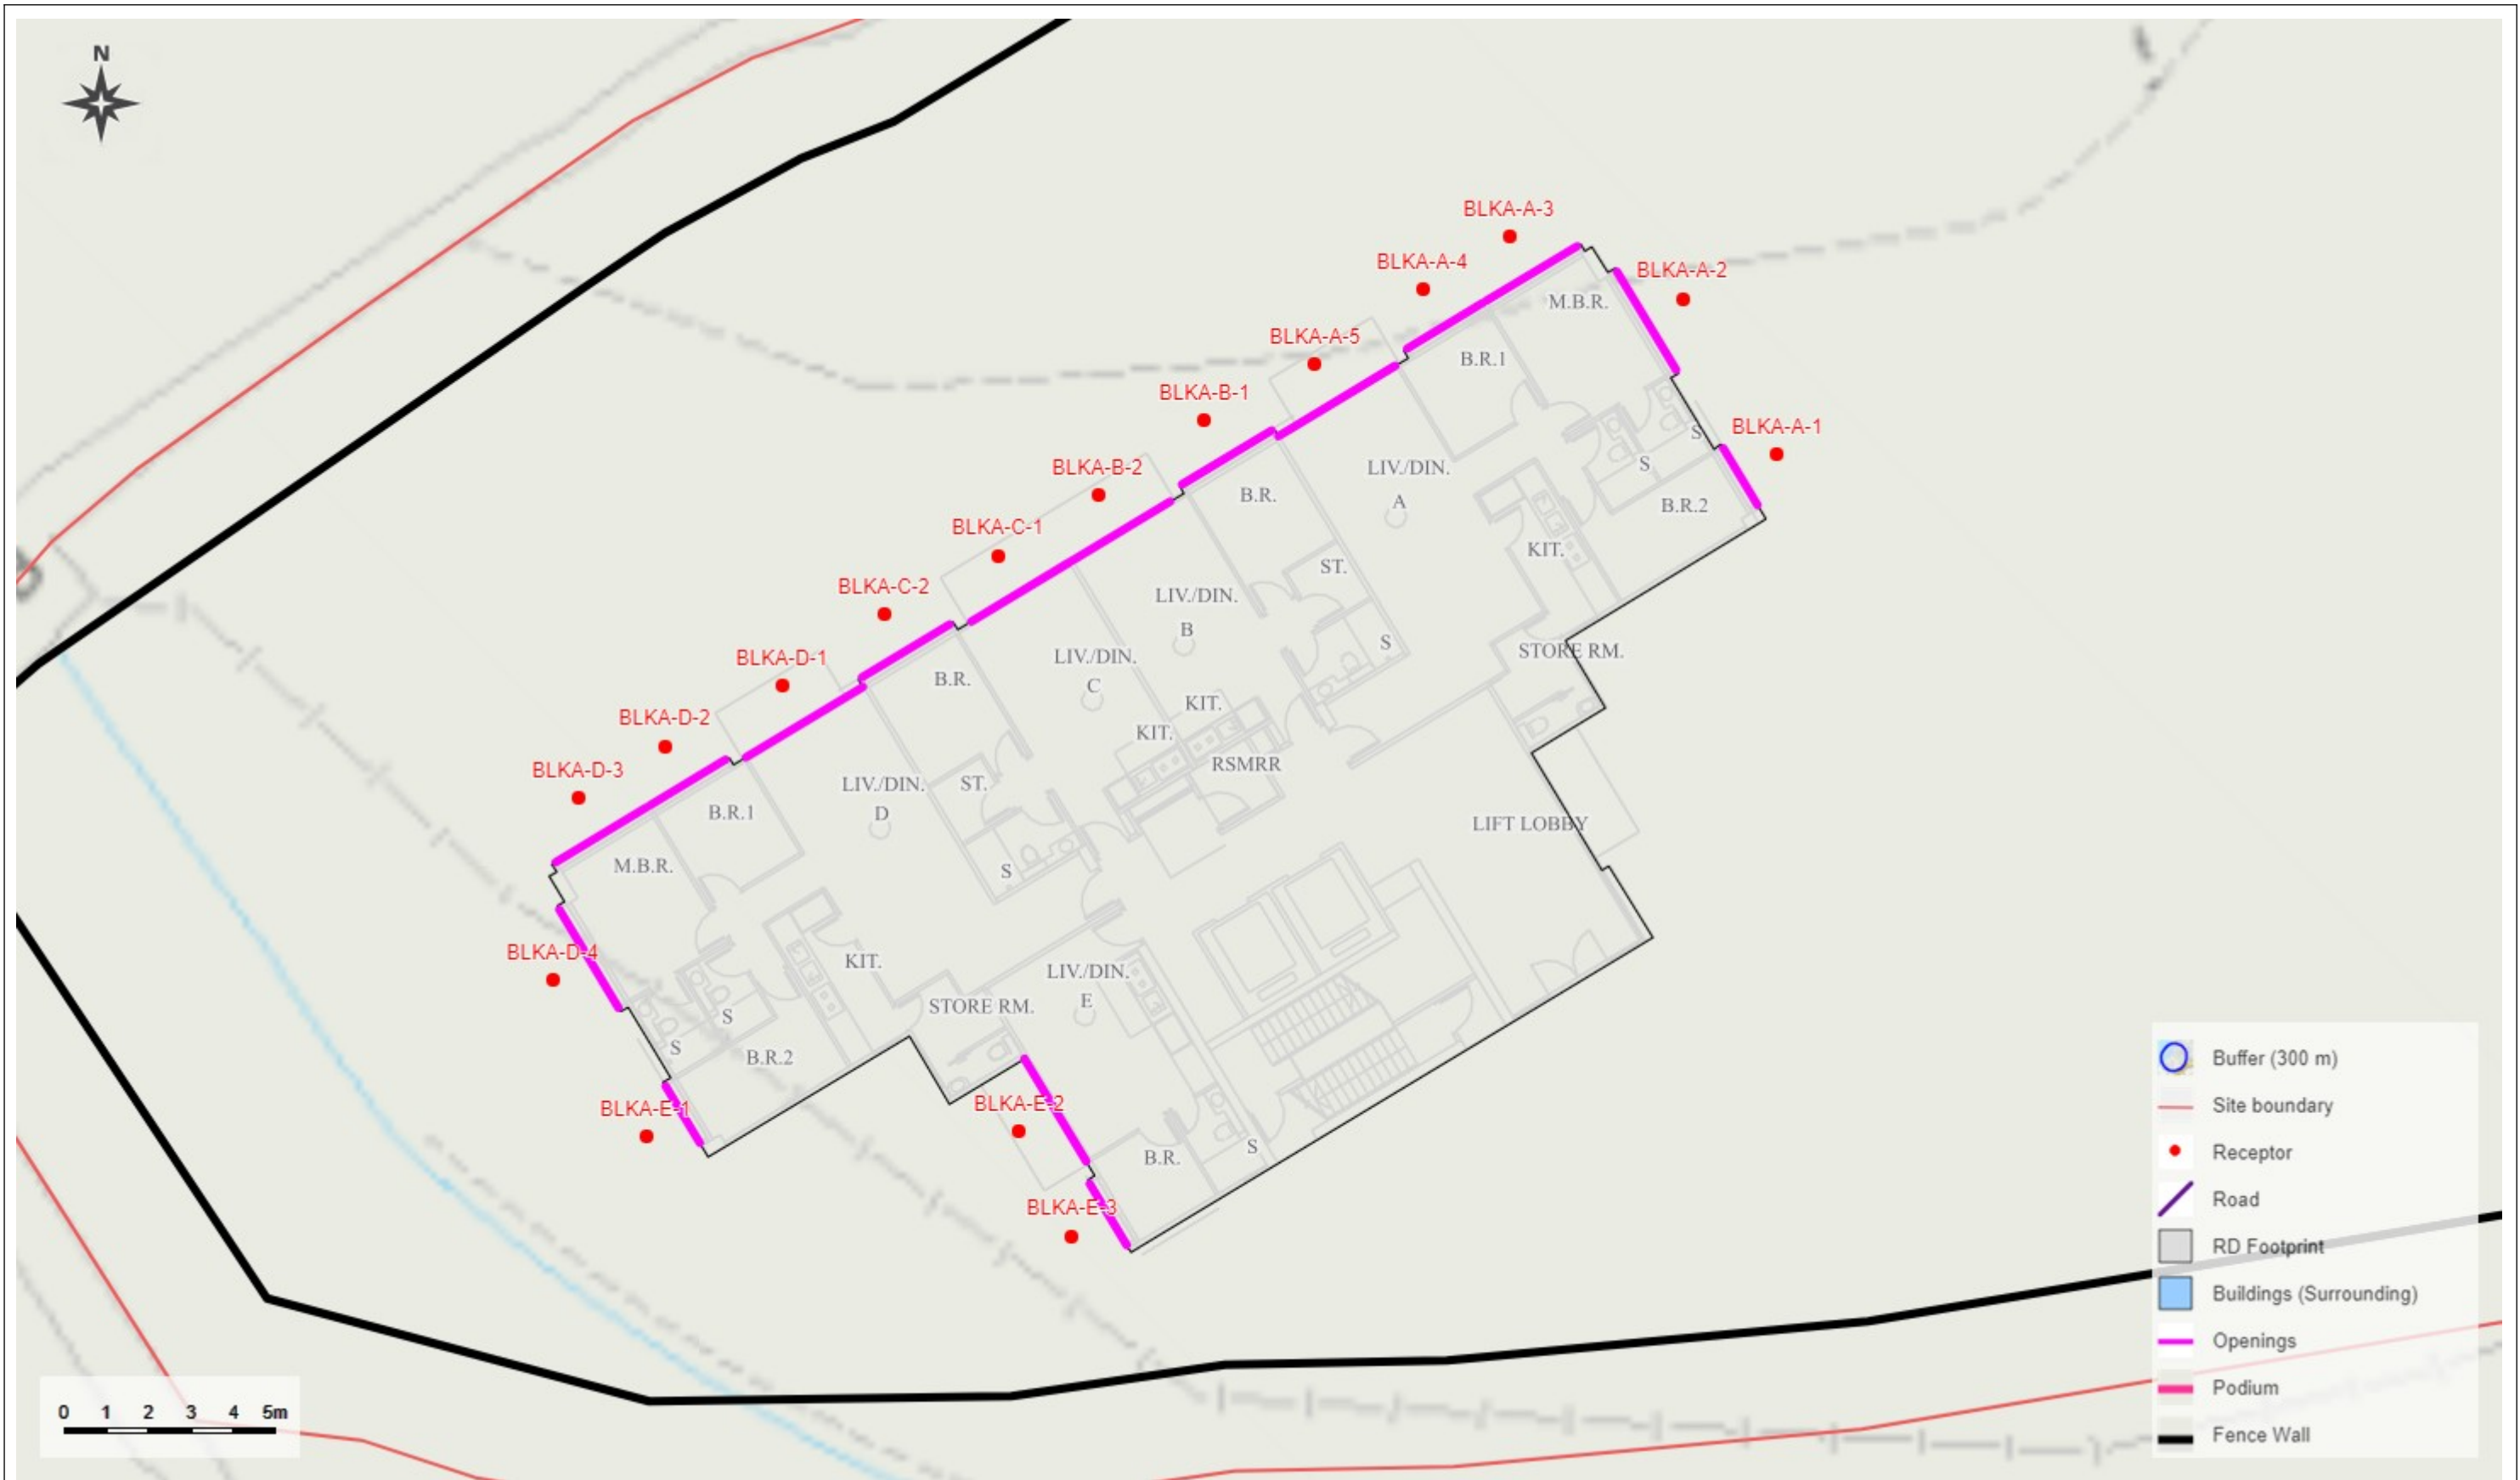 N
BLKA-A-3
BLKA-A-4
BLKA-A-2
M.B.R.
BLKA-A-5
B.R.1
BLKA-B-1
BLKA-A-1
S
BLKA-B-2
LIV./DIN.
A
S
B.R.
B.R.2
BLKA-C-1
KIT.
ST.
BLKA-C-2
LIV./DIN.
B
S
BLKA-D-1
LIV./DIN.
C
STORE RM.
B.R.
KIT.
BLKA-D-2
KIT.
RSMRR
BLKA-D-3
LIV./DIN.
D
ST.
B.R.1
LIFT LOBBY
M.B.R.
S
BLKA-D-4
KIT.
LIV./DIN.
E
STORE RM.
S
S
B.R.2
BLKA-E-1
BLKA-E-2
S
B.R.
BLKA-E-3
Buffer (300 m)
Site boundary
Receptor
Road
RD Footprint
Buildings (Surrounding)
Openings
Podium
Fence Wall
0 1 2 3 4 5m